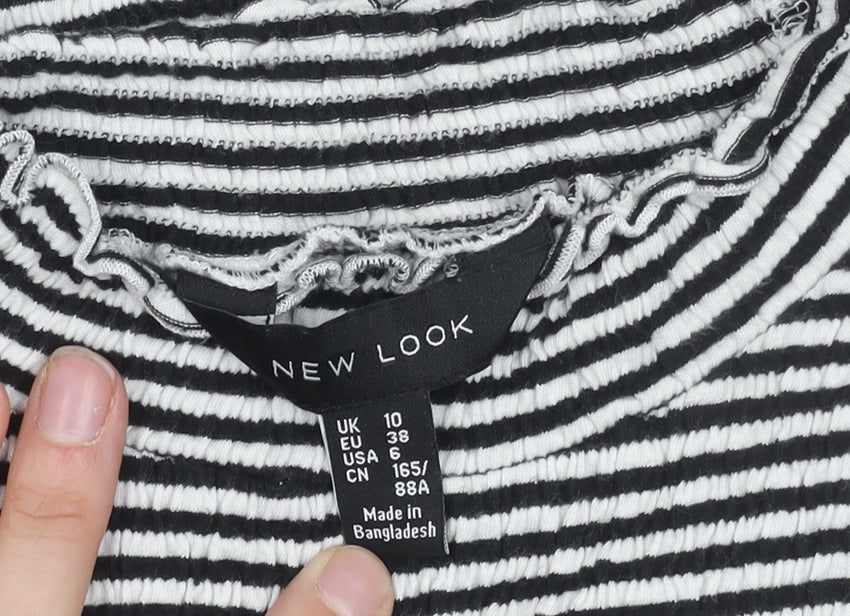 NEW LOOK
UK 10
EU 38
USA 6
CN 165/
88A
Made in
Bangladesh